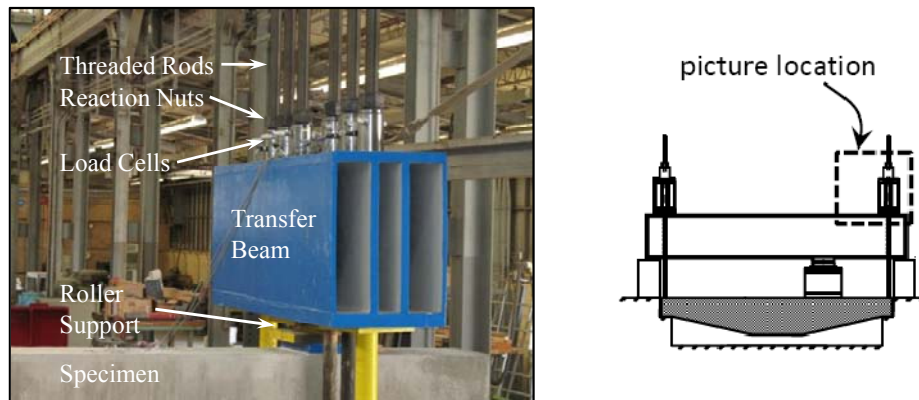 Threaded Rods
Reaction Nuts
Load Cells
Transfer
Beam
Roller
Support
Specimen
picture location